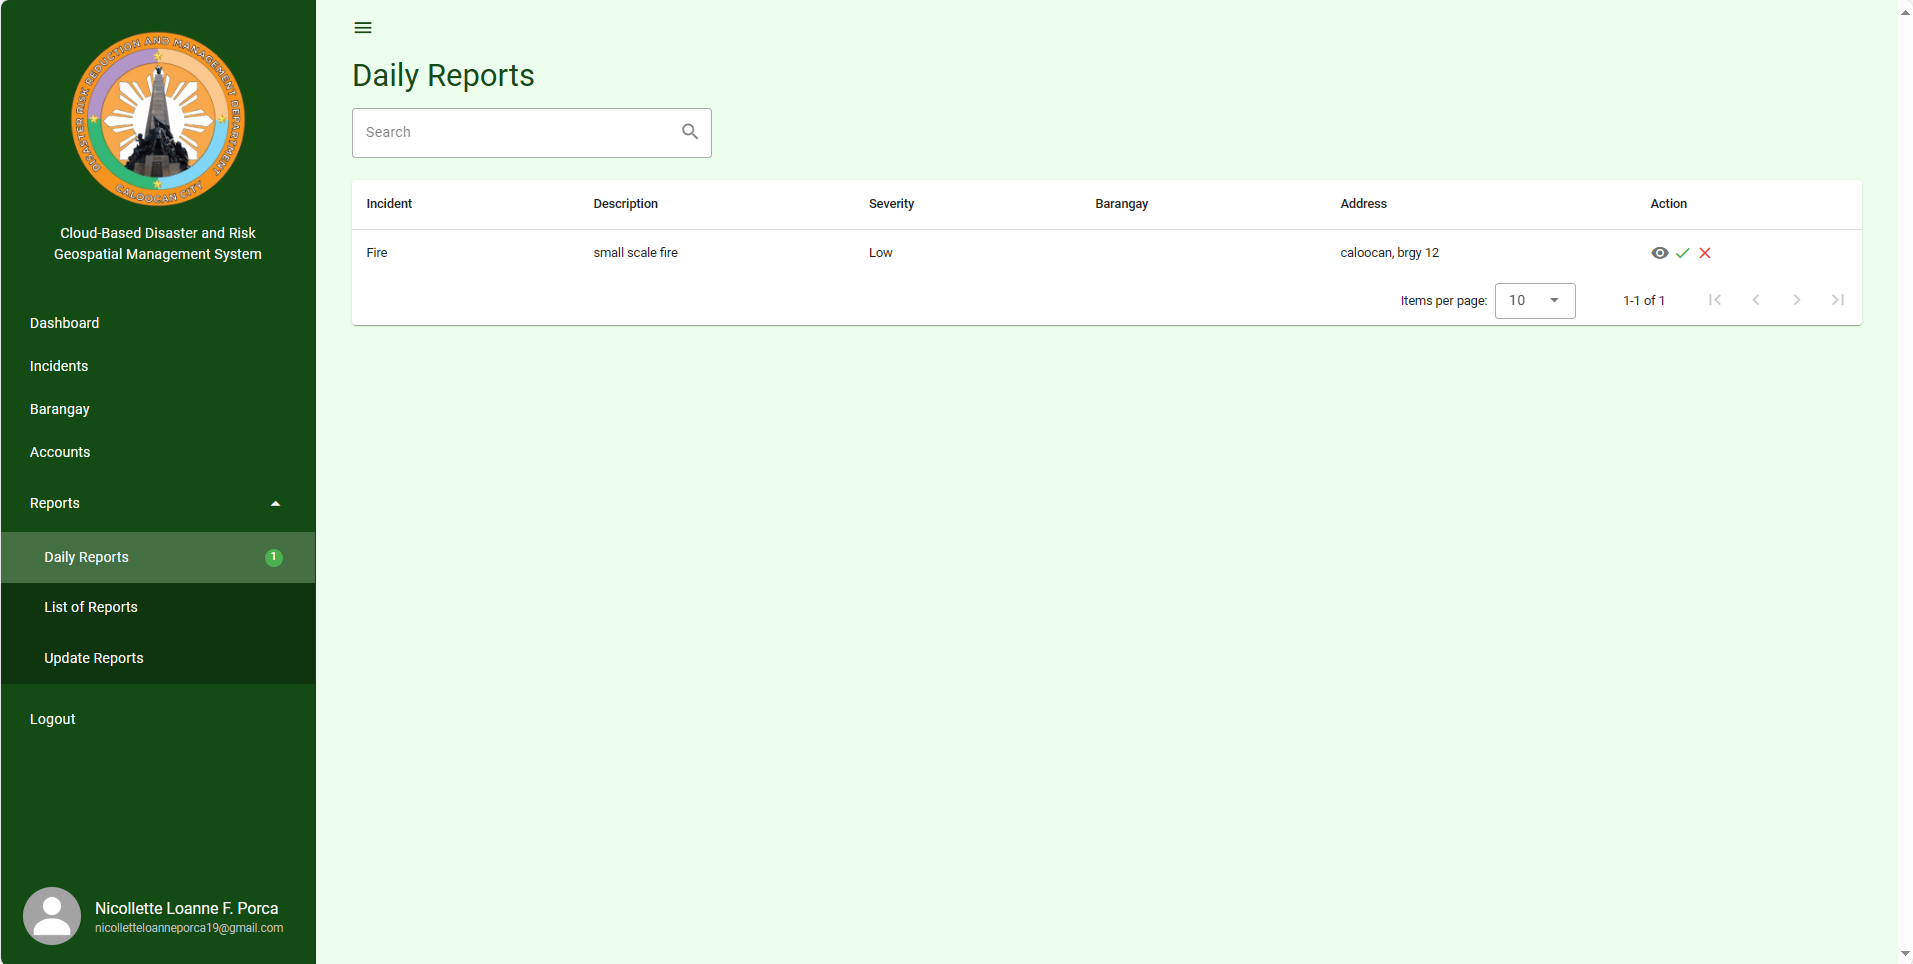 DISASTER RISK REDUCTION AND MANAGEMENT DEPARTMENT
CALOOCAN CITY
Cloud-Based Disaster and Risk
Geospatial Management System
Dashboard
Incidents
Barangay
Accounts
Reports
Daily Reports 1
List of Reports
Update Reports
Logout
Nicollette Loanne F. Porca
nicolletteloanneporca19@gmail.com
Daily Reports
Search
Incident Description Severity Barangay Address Action
Fire small scale fire Low caloocan, brgy 12
Items per page: 10 1-1 of 1